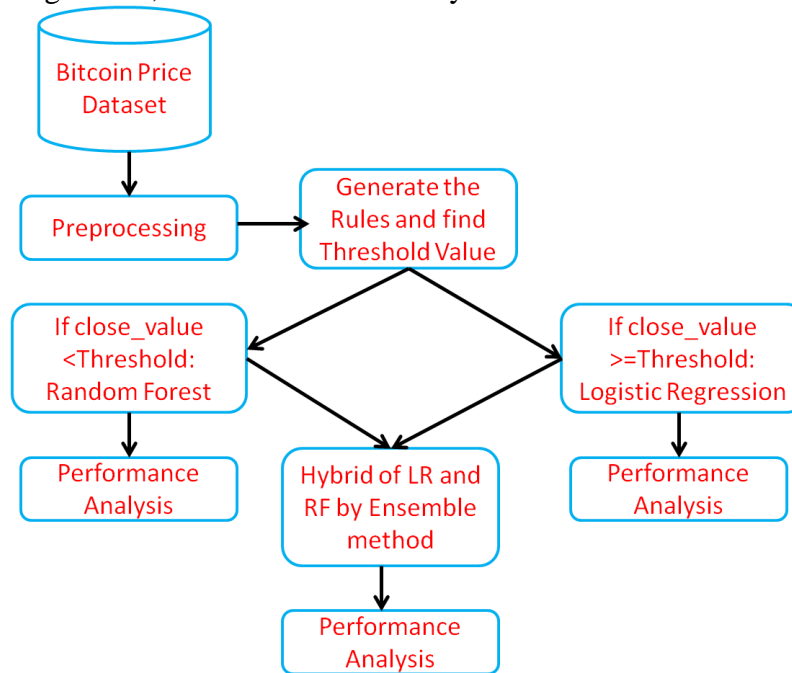 Bitcoin Price
Dataset
Preprocessing
Generate the
Rules and find
Threshold Value
If close_value
<Threshold:
Random Forest
If close_value
>=Threshold:
Logistic Regression
Performance
Analysis
Hybrid of LR and
RF by Ensemble
method
Performance
Analysis
Performance
Analysis